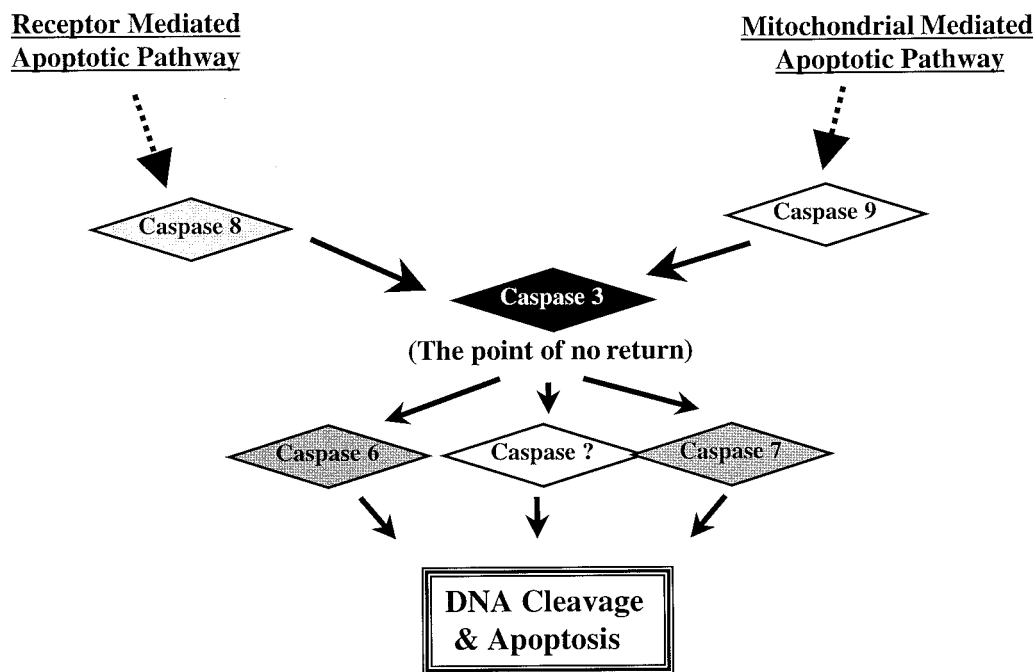 Receptor Mediated
Apoptotic Pathway
Mitochondrial Mediated
Apoptotic Pathway
Caspase 8
Caspase 9
Caspase 3
(The point of no return)
Caspase 6
Caspase ?
Caspase 7
DNA Cleavage
& Apoptosis